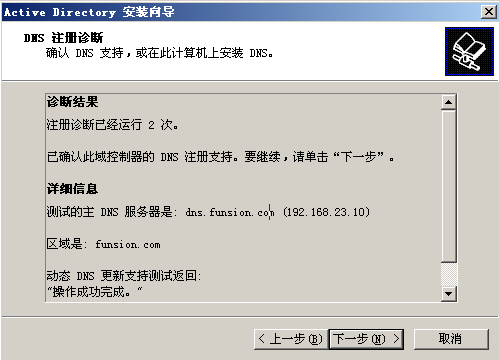 Active Directory 安装向导
DNS 注册诊断
确认 DNS 支持，或在此计算机上安装 DNS。
诊断结果
注册诊断已经运行 2 次。
已确认此域控制器的 DNS 注册支持。要继续，请单击“下一步”。
详细信息
测试的主 DNS 服务器是: dns.funsion.com (192.168.23.10)
区域是: funsion.com
动态 DNS 更新支持测试返回:
“操作成功完成。“
< 上一步(B) 下一步(N) > 取消